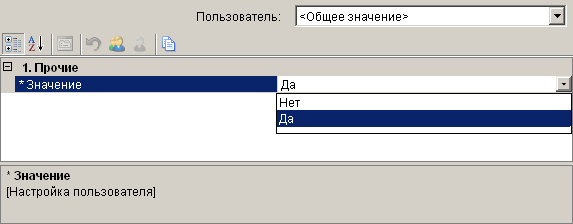 Пользователь: <Общее значение>
1. Прочие
* Значение Да
Нет
Да
* Значение
[Настройка пользователя]